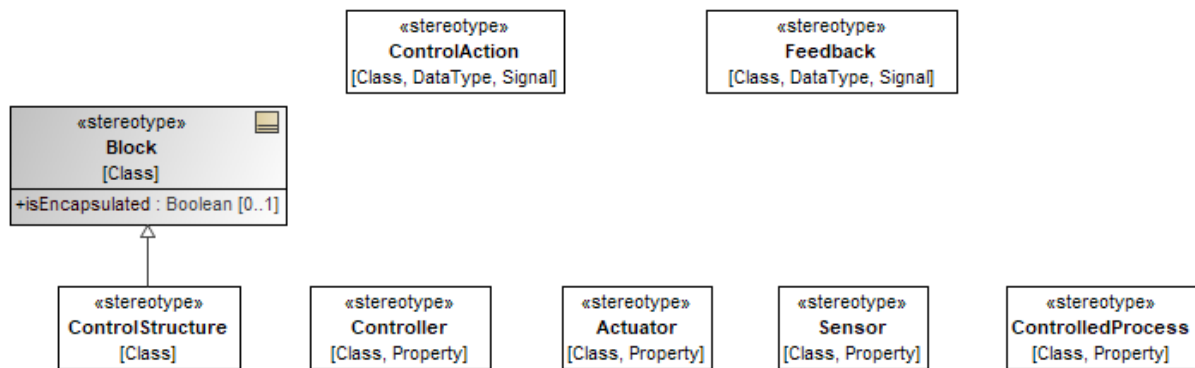 «stereotype»
ControlAction
[Class, DataType, Signal]
«stereotype»
Feedback
[Class, DataType, Signal]
«stereotype»
Block
[Class]
+isEncapsulated : Boolean [0..1]
«stereotype»
ControlStructure
[Class]
«stereotype»
Controller
[Class, Property]
«stereotype»
Actuator
[Class, Property]
«stereotype»
Sensor
[Class, Property]
«stereotype»
ControlledProcess
[Class, Property]